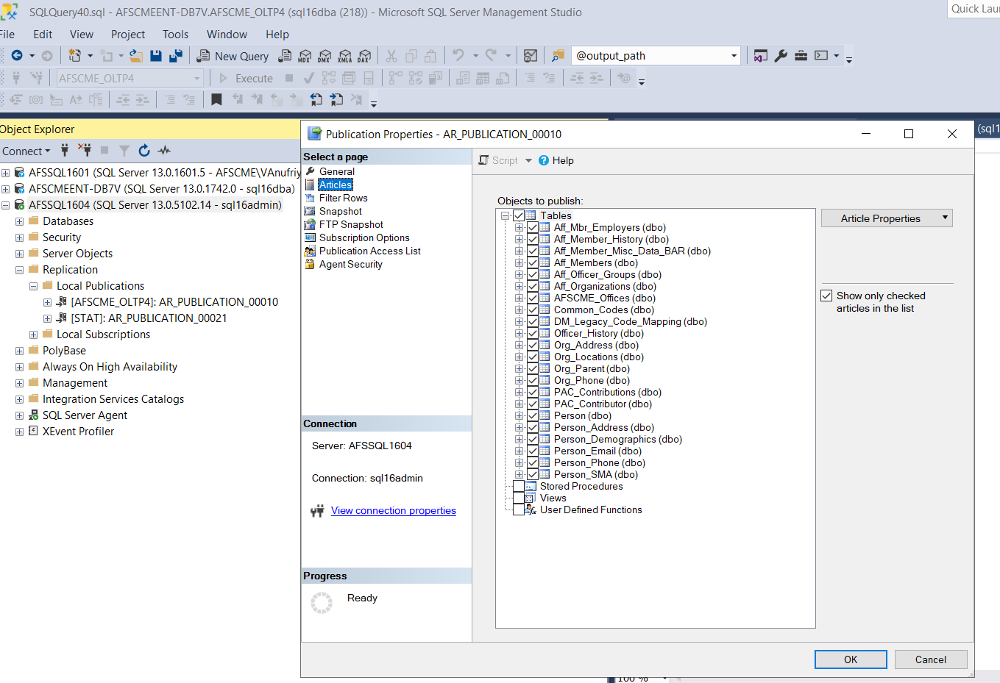 SQLQuery40.sql - AFSCMEENT-DB7V.AFSCME_OLTP4 (sql16dba (218)) - Microsoft SQL Server Management Studio
Quick Lau
File Edit View Project Tools Window Help
New Query
MDX DMX XMLA DAX
@output_path
AFSCME_OLTP4
Execute
Object Explorer
(sql1
Connect
AFSSQL1601 (SQL Server 13.0.1601.5 - AFSCME\VAnufriy
AFSCMEENT-DB7V (SQL Server 13.0.1742.0 - sql16dba)
AFSSQL1604 (SQL Server 13.0.5102.14 - sql16admin)
Databases
Security
Server Objects
Replication
Local Publications
[AFSCME_OLTP4]: AR_PUBLICATION_00010
[STAT]: AR_PUBLICATION_00021
Local Subscriptions
PolyBase
Always On High Availability
Management
Integration Services Catalogs
SQL Server Agent
XEvent Profiler
Publication Properties - AR_PUBLICATION_00010
Select a page
General
Articles
Filter Rows
Snapshot
FTP Snapshot
Subscription Options
Publication Access List
Agent Security
Connection
Server: AFSSQL1604
Connection: sql16admin
View connection properties
Progress
Ready
Script
Help
Objects to publish:
Tables
Aff_Mbr_Employers (dbo)
Aff_Member_History (dbo)
Aff_Member_Misc_Data_BAR (dbo)
Aff_Members (dbo)
Aff_Officer_Groups (dbo)
Aff_Organizations (dbo)
AFSCME_Offices (dbo)
Common_Codes (dbo)
DM_Legacy_Code_Mapping (dbo)
Officer_History (dbo)
Org_Address (dbo)
Org_Locations (dbo)
Org_Parent (dbo)
Org_Phone (dbo)
PAC_Contributions (dbo)
PAC_Contributor (dbo)
Person (dbo)
Person_Address (dbo)
Person_Demographics (dbo)
Person_Email (dbo)
Person_Phone (dbo)
Person_SMA (dbo)
Stored Procedures
Views
User Defined Functions
Article Properties
Show only checked
articles in the list
OK
Cancel
100 %